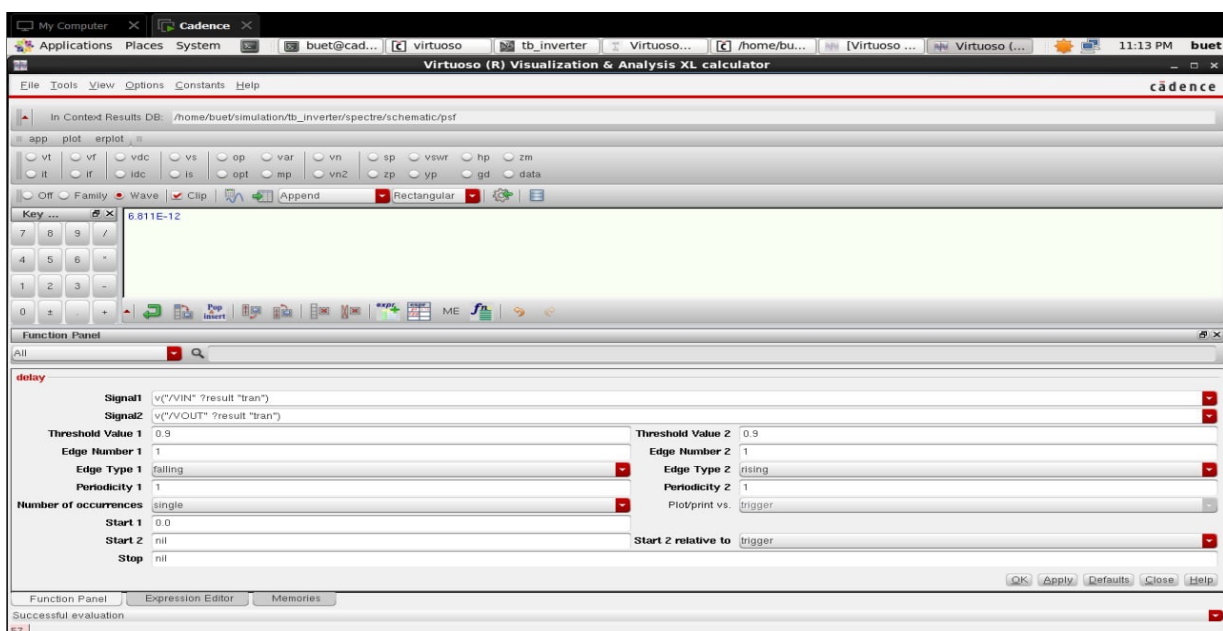 My Computer Cadence
Applications Places System buet@cad... virtuoso tb_inverter Virtuoso... /home/bu... [Virtuoso ... Virtuoso (... 11:13 PM buet
Virtuoso (R) Visualization & Analysis XL calculator
File Tools View Options Constants Help cādence
In Context Results DB: /home/buet/simulation/tb_inverter/spectre/schematic/psf
app plot erplot
vt vf vdc vs op var vn sp vswr hp zm
it if idc is opt mp vn2 zp yp gd data
Off Family Wave Clip Append Rectangular
Key ...
6.811E-12
7 8 9 /
4 5 6 *
1 2 3 -
0 ± . + Pop insert expr ME fn
Function Panel
All
delay
Signal1 v("/VIN" ?result "tran")
Signal2 v("/VOUT" ?result "tran")
Threshold Value 1 0.9 Threshold Value 2 0.9
Edge Number 1 1 Edge Number 2 1
Edge Type 1 falling Edge Type 2 rising
Periodicity 1 1 Periodicity 2 1
Number of occurrences single Plot/print vs. trigger
Start 1 0.0
Start 2 nil Start 2 relative to trigger
Stop nil
OK Apply Defaults Close Help
Function Panel Expression Editor Memories
Successful evaluation
57